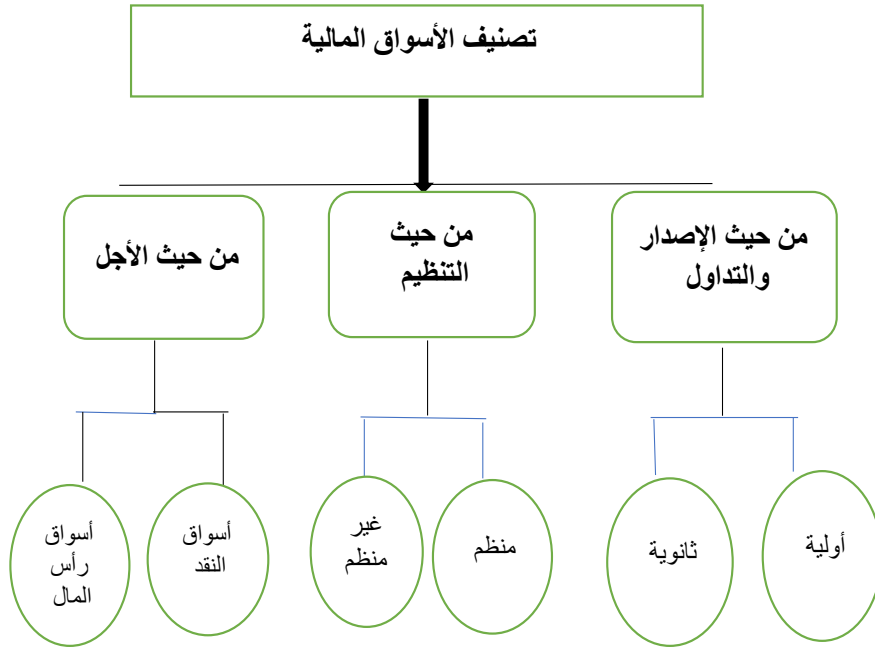 تصنيف الأسواق المالية
من حيث الإصدار
والتداول
من حيث
التنظيم
من حيث الأجل
أولية
ثانوية
منظم
غير
منظم
أسواق
النقد
أسواق
رأس
المال